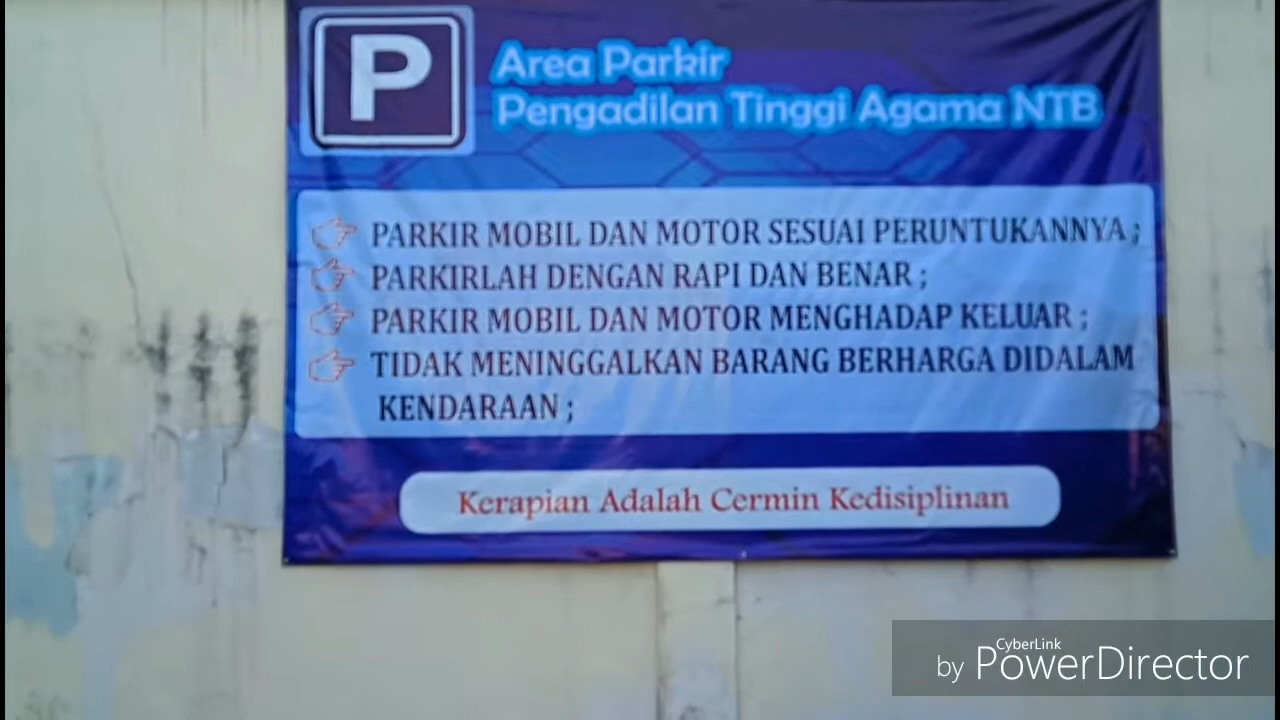 P
Area Parkir
Pengadilan Tinggi Agama NTB
PARKIR MOBIL DAN MOTOR SESUAI PERUNTUKANNYA ;
PARKIRLAH DENGAN RAPI DAN BENAR ;
PARKIR MOBIL DAN MOTOR MENGHADAP KELUAR ;
TIDAK MENINGGALKAN BARANG BERHARGA DIDALAM
KENDARAAN ;
Kerapian Adalah Cermin Kedisiplinan
CyberLink
by PowerDirector